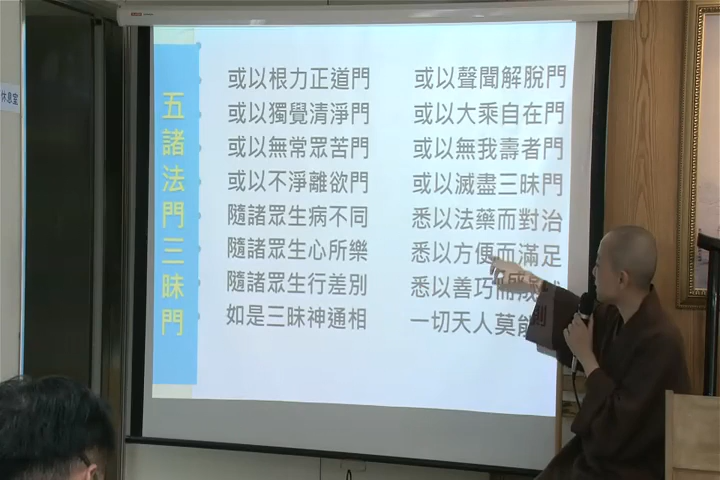 休息室
五諸法門三昧門
或以根力正道門 或以聲聞解脫門
或以獨覺清淨門 或以大乘自在門
或以無常眾苦門 或以無我壽者門
或以不淨離欲門 或以滅盡三昧門
隨諸眾生病不同 悉以法藥而對治
隨諸眾生心所樂 悉以方便而滿足
隨諸眾生行差別 悉以善巧而成
如是三昧神通相 一切天人莫能測